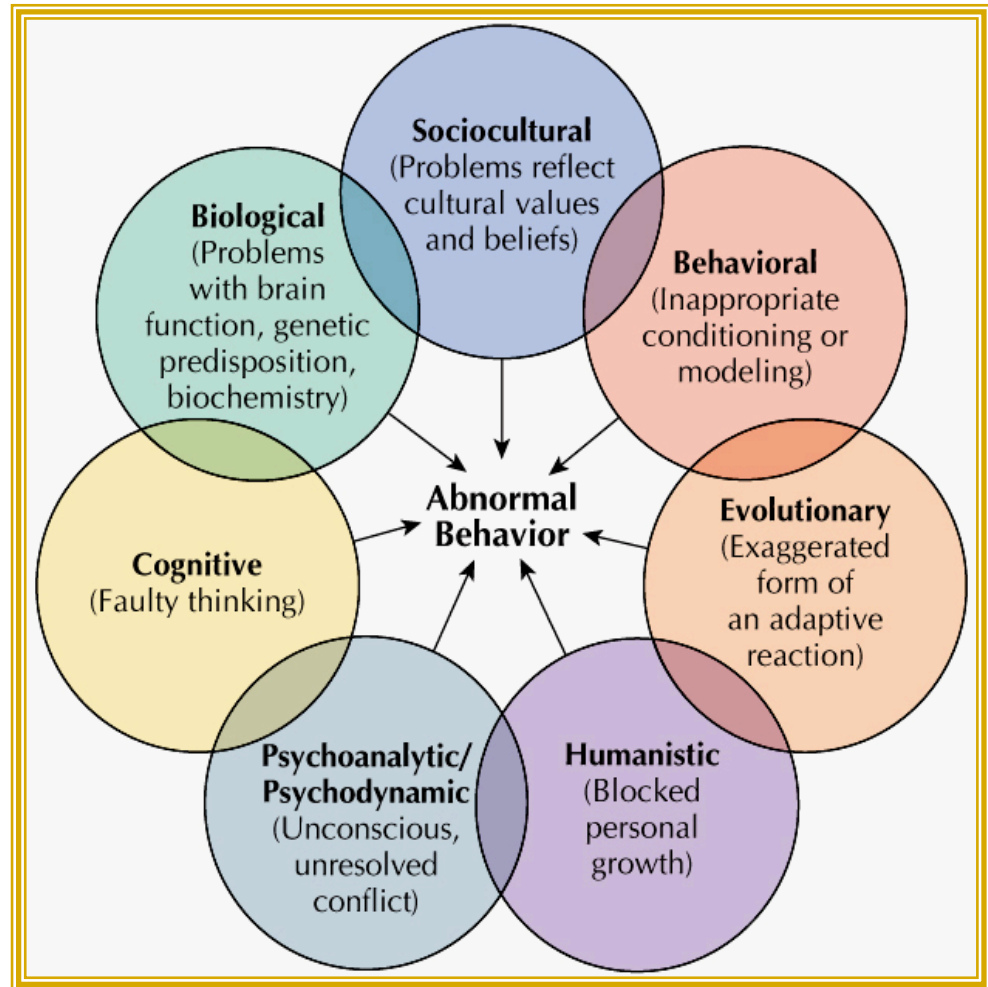 Sociocultural
(Problems reflect
cultural values
and beliefs)
Biological
(Problems
with brain
function, genetic
predisposition,
biochemistry)
Behavioral
(Inappropriate
conditioning or
modeling)
Abnormal
Behavior
Cognitive
(Faulty thinking)
Evolutionary
(Exaggerated
form of
an adaptive
reaction)
Psychoanalytic/
Psychodynamic
(Unconscious,
unresolved
conflict)
Humanistic
(Blocked
personal
growth)